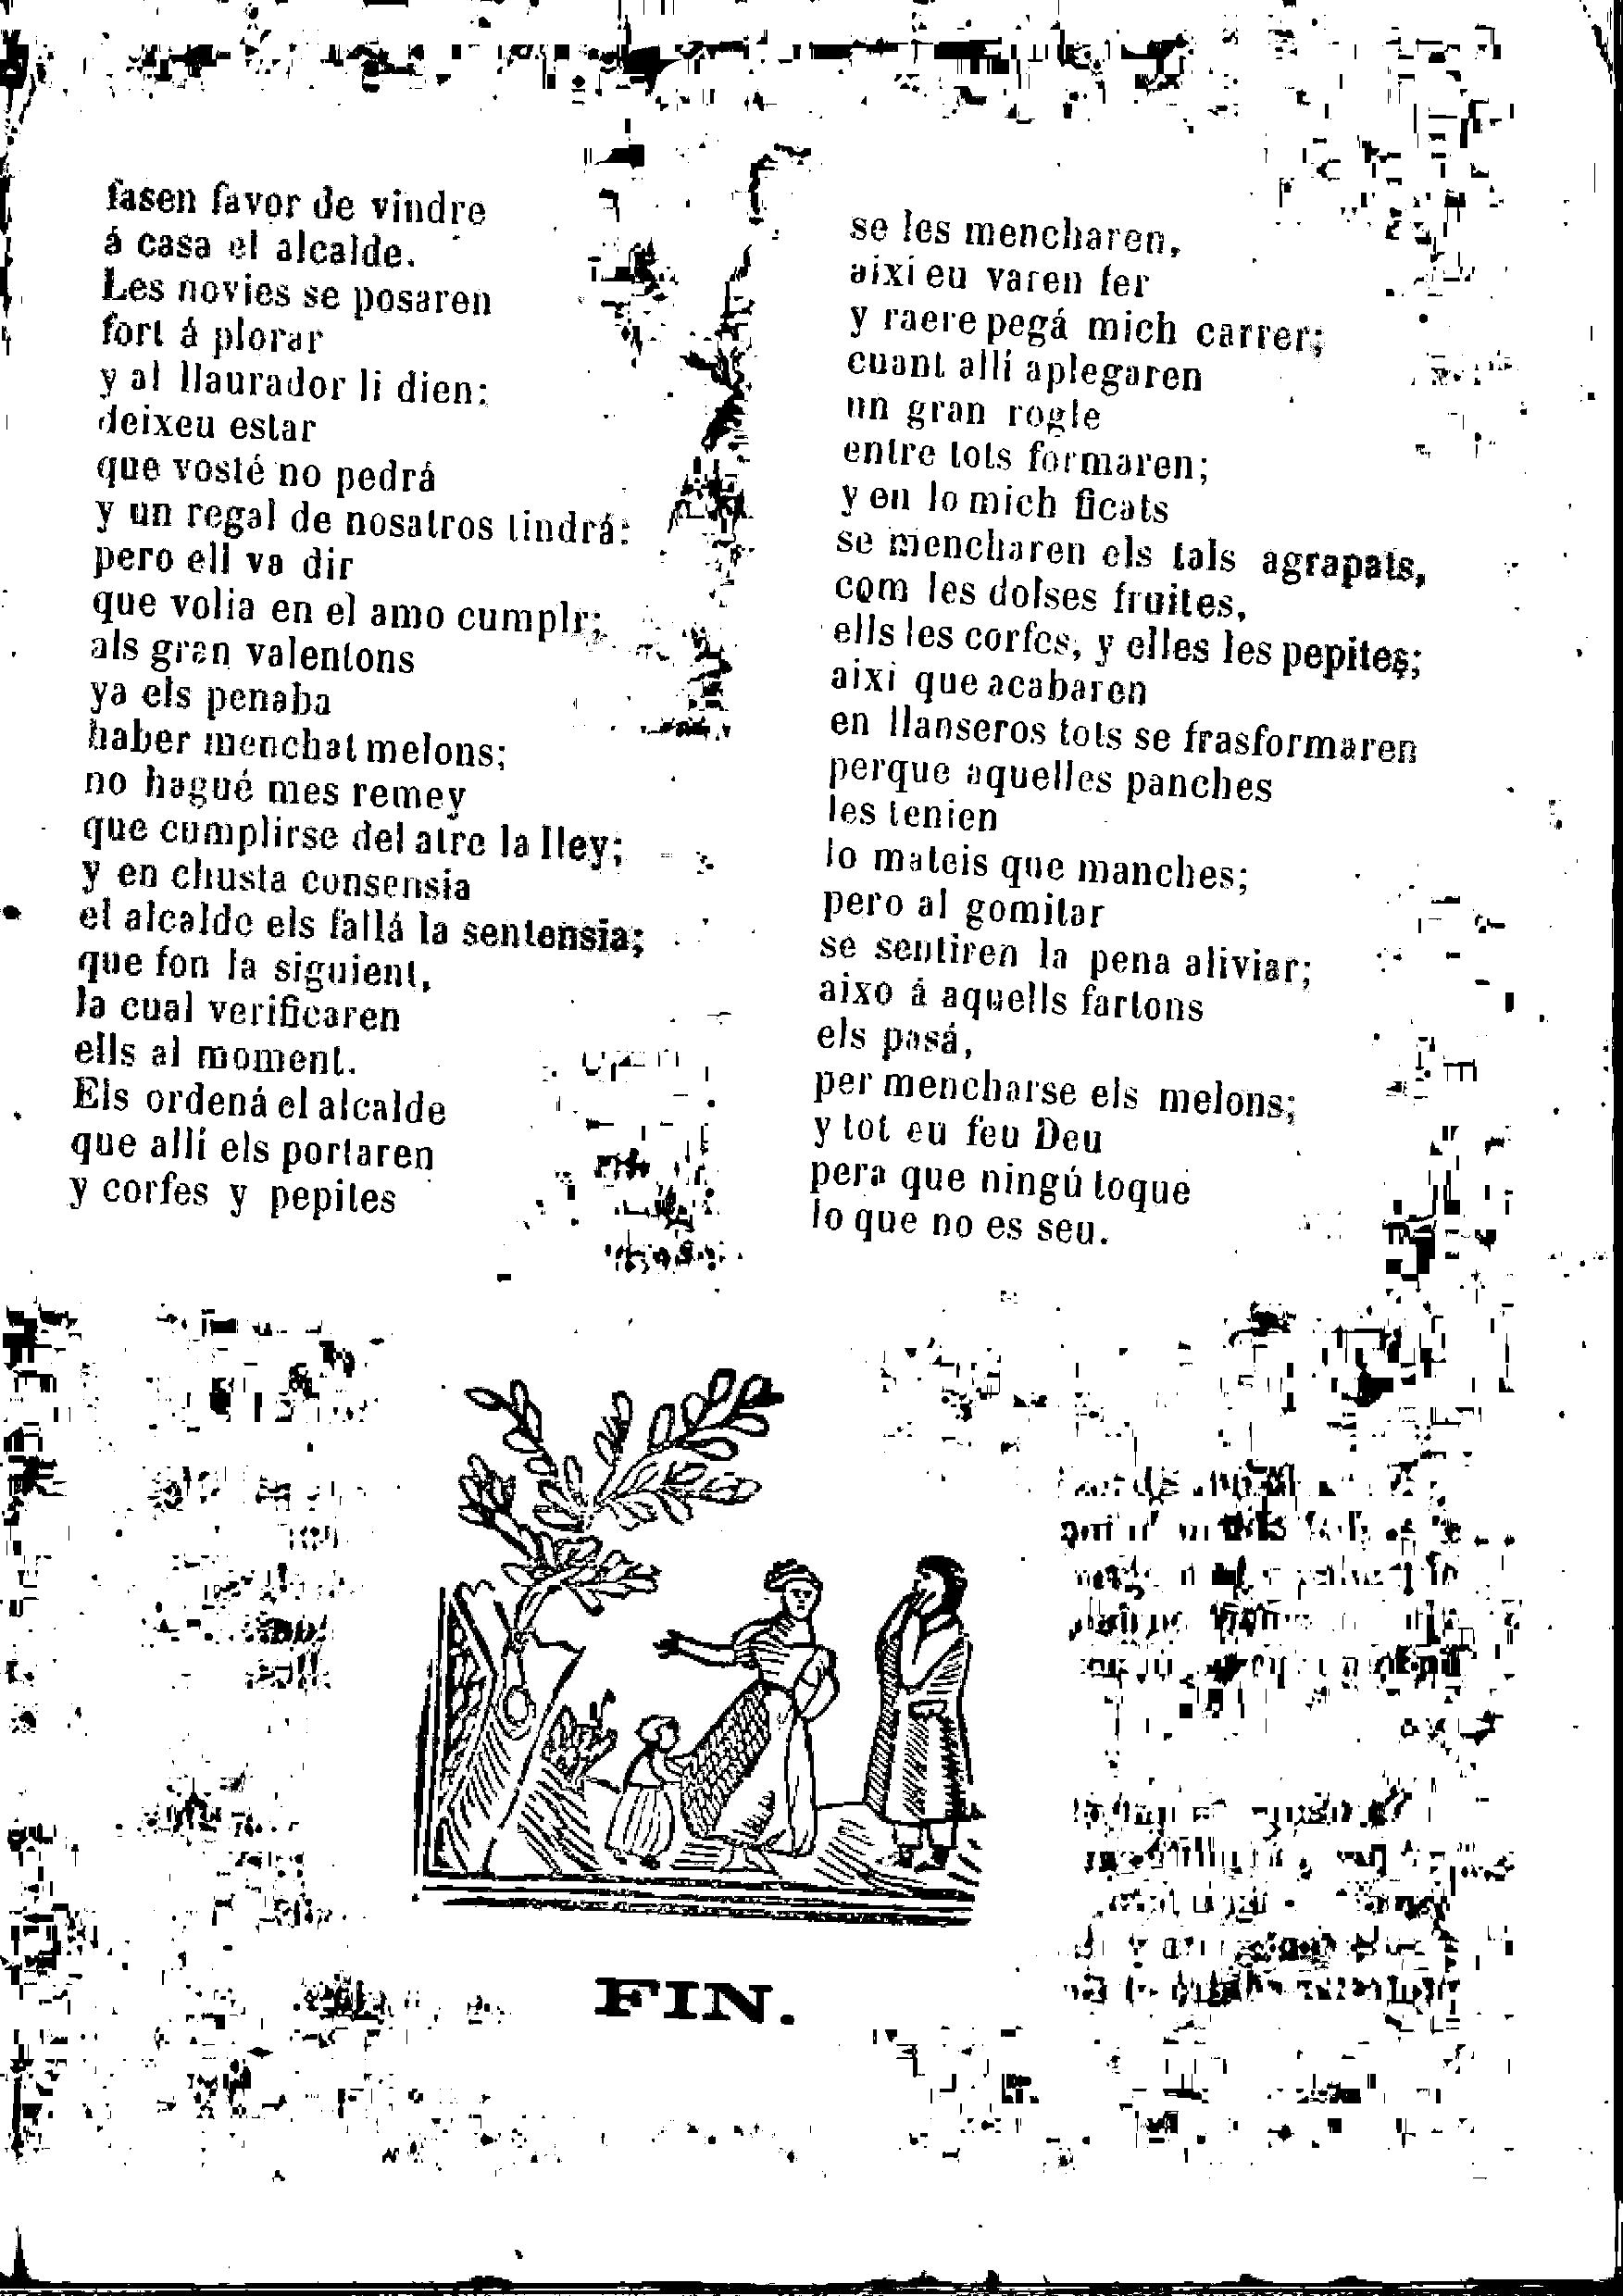 fasen favor de vindre
á casa el alcalde.
Les novies se posaren
fort á plorar
y al llaurador li dien:
deixeu estar
que vosté no pedrá
y un regal de nosatros tindrá:
pero ell va dir
que volia en el amo cumplr;
als gran valentons
ya els penaba
haber menchat melons;
no hagué mes remey
que cumplirse del atre la lley;
y en chusta consensia
el alcalde els fallá la sentensia;
que fon la siguient,
la cual verificaren
ells al moment.
Els ordená el alcalde
que allí els portaren
y corfes y pepites
se les mencharen,
aixi eu varen fer
y raere pegá mich carrer;
cuant allí aplegaren
un gran rogle
entre tots formaren;
y en lo mich ficats
se mencharen els tals agrapats,
com les dolses fruites,
ells les corfes, y elles les pepites;
aixi que acabaren
en llanseros tots se frasformaren
perque aquelles panches
les tenien
lo mateis que manches;
pero al gomitar
se sentiren la pena aliviar;
aixo á aquells fartons
els pasá,
per mencharse els melons;
y tot eu feu Deu
pera que ningú toque
lo que no es seu.
FIN.